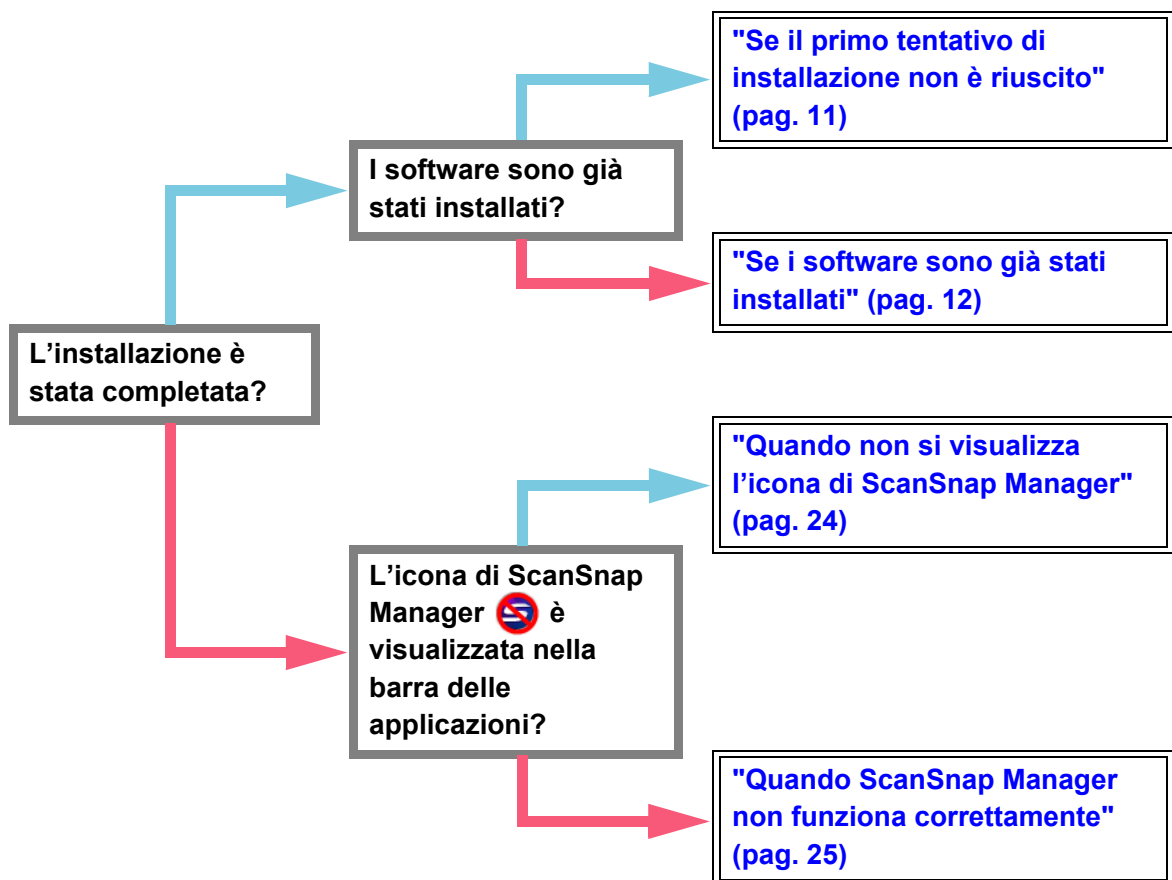 "Se il primo tentativo di
installazione non è riuscito"
(pag. 11)
I software sono già
stati installati?
"Se i software sono già stati
installati" (pag. 12)
L'installazione è
stata completata?
"Quando non si visualizza
l'icona di ScanSnap Manager"
(pag. 24)
L'icona di ScanSnap
Manager è
visualizzata nella
barra delle
applicazioni?
"Quando ScanSnap Manager
non funziona correttamente"
(pag. 25)